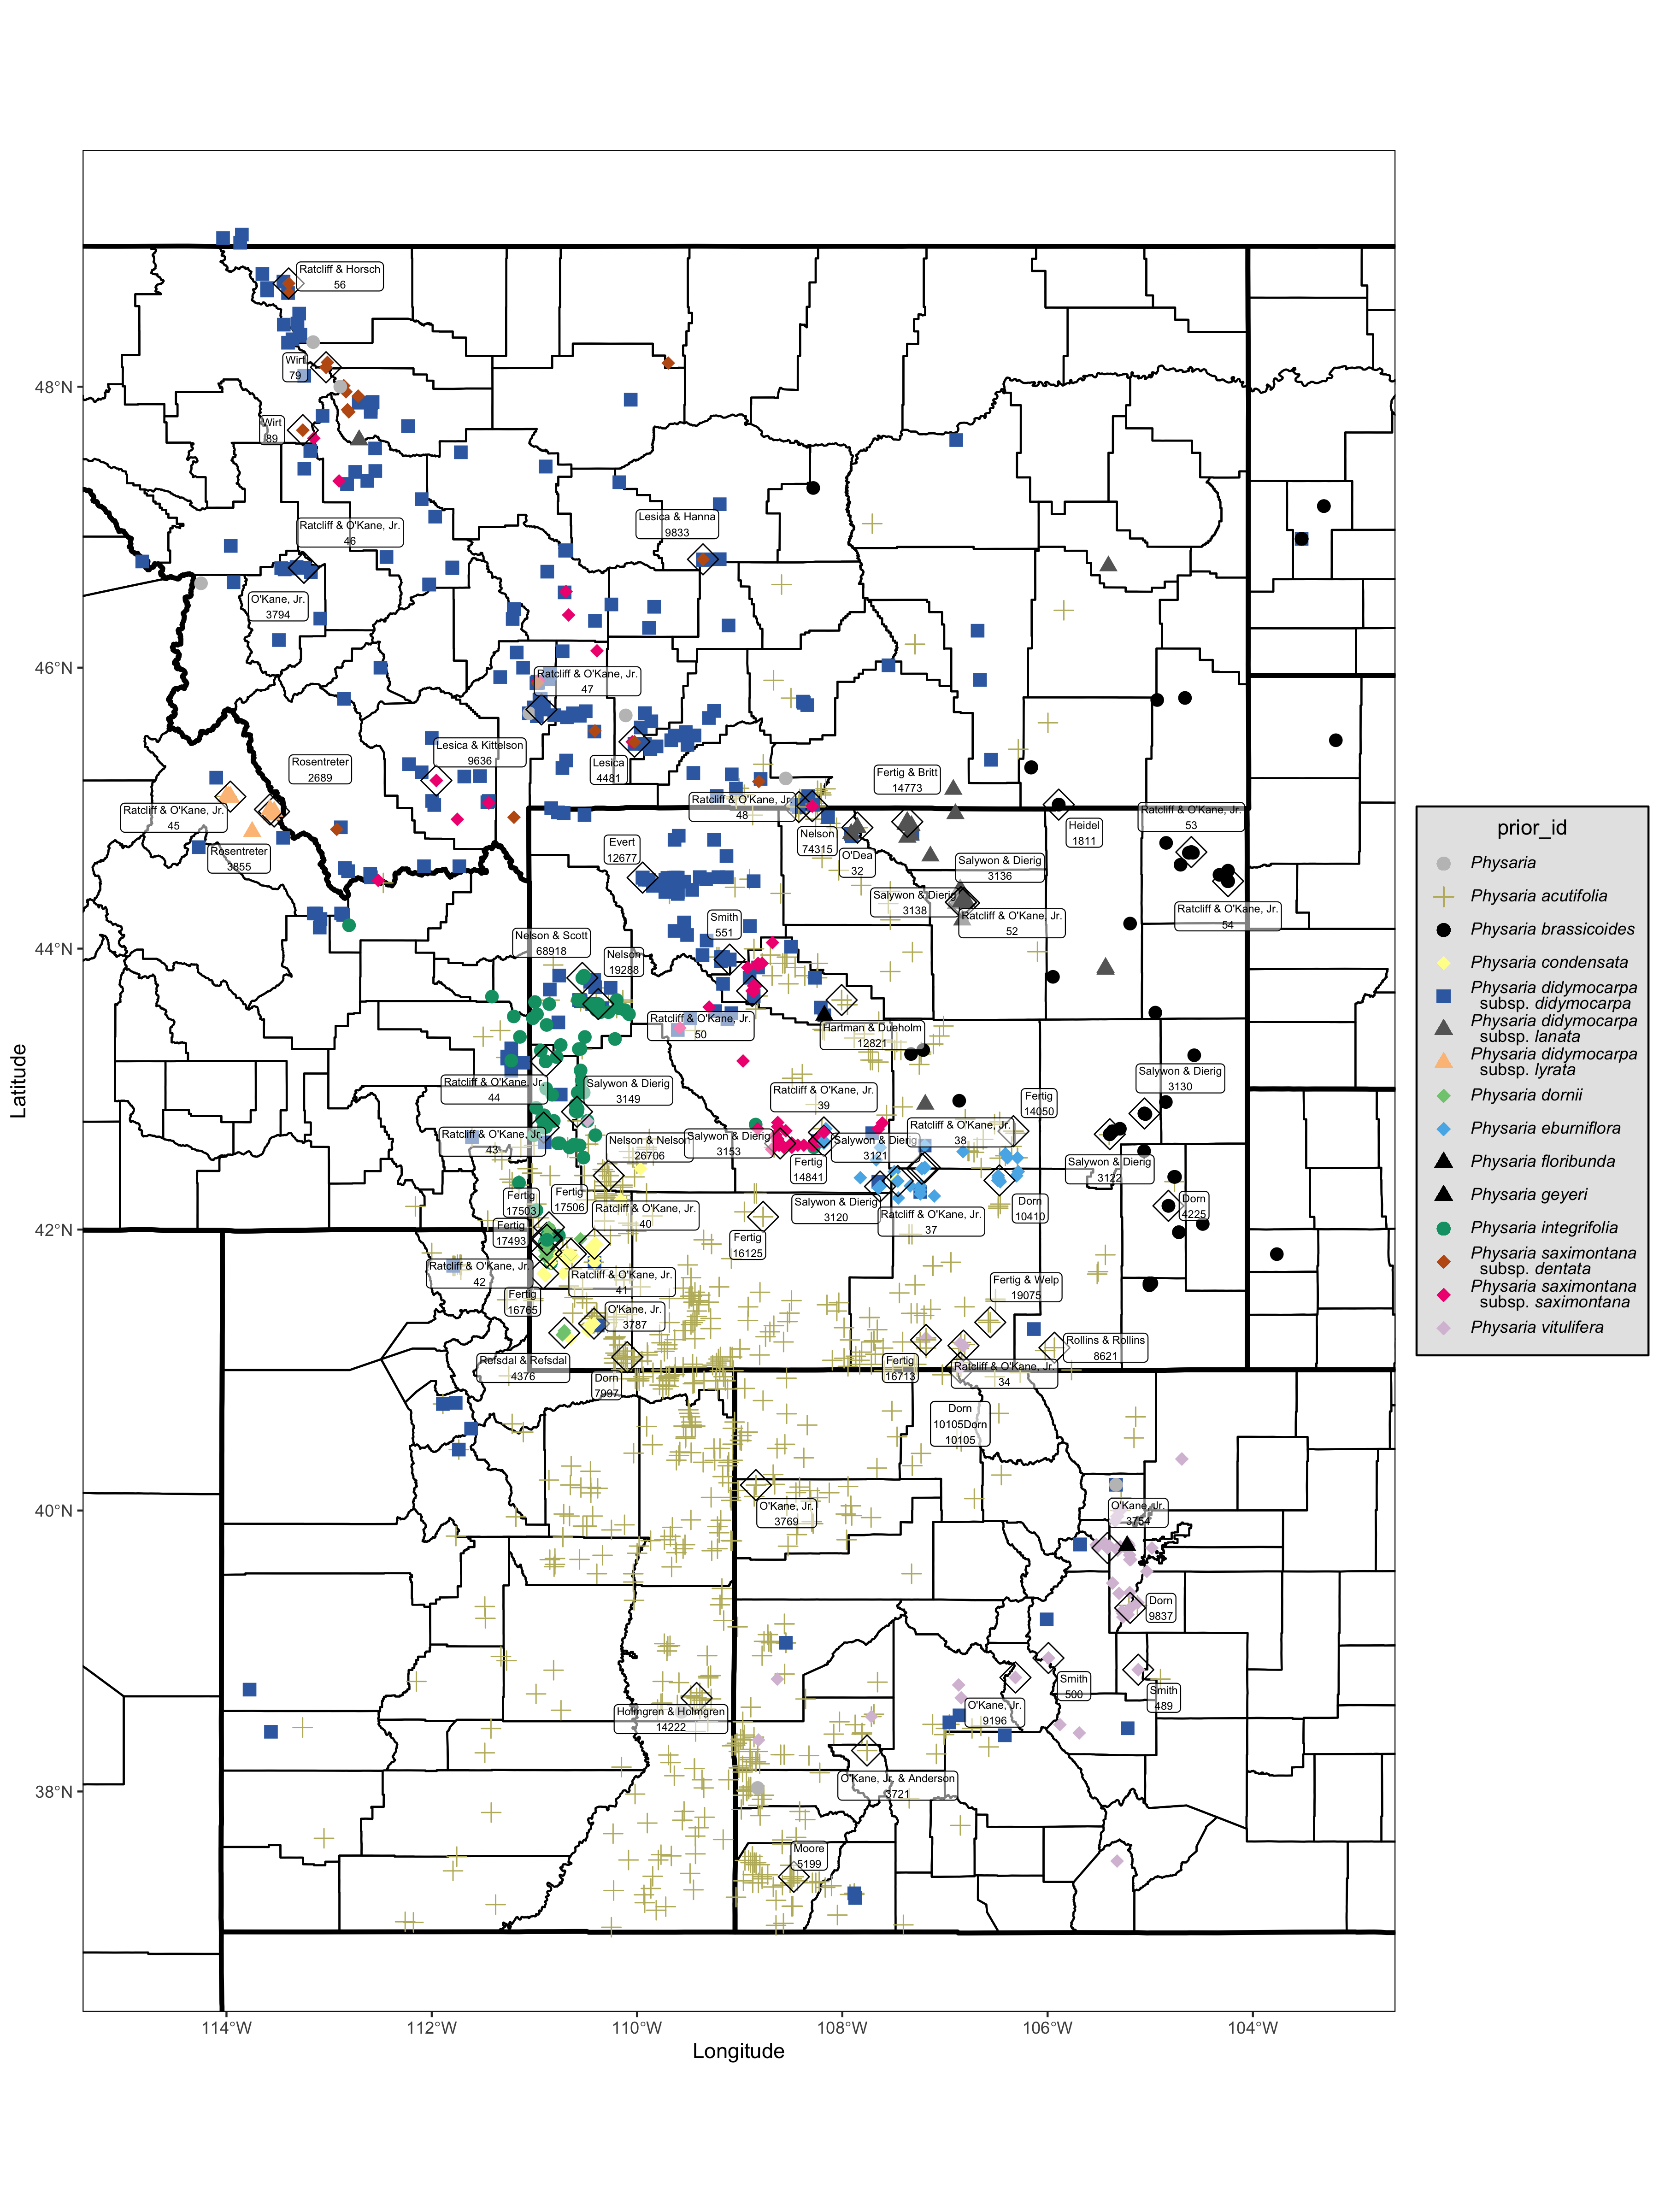 Ratcliff & Horsch
56
Wirt
79
Wirt
89
Ratcliff & O'Kane, Jr.
46
Lesica & Hanna
9833
O'Kane, Jr.
3794
Ratcliff & O'Kane, Jr.
47
Lesica & Kittelson
9636
Rosentreter
2689
Lesica
4481
Fertig & Britt
14773
Ratcliff & O'Kane, Jr.
45
Ratcliff & O'Kane, Jr.
48
Ratcliff & O'Kane, Jr.
53
Heidel
1811
Nelson
74315
Rosentreter
3855
Evert
12677
O'Dea
32
Salywon & Dierig
3136
Salywon & Dierig
3138
Ratcliff & O'Kane, Jr.
52
Ratcliff & O'Kane, Jr.
54
Smith
551
Nelson & Scott
68918
Nelson
19288
Ratcliff & O'Kane, Jr.
50
Hartman & Dueholm
12821
Ratcliff & O'Kane, Jr.
44
Salywon & Dierig
3149
Ratcliff & O'Kane, Jr.
39
Salywon & Dierig
3130
Fertig
14050
Ratcliff & O'Kane, Jr.
43
Nelson & Nelson
26706
Salywon & Dierig
3153
Salywon & Dierig
3121
Ratcliff & O'Kane, Jr.
38
Fertig
14841
Salywon & Dierig
3122
Fertig
17503
Fertig
17506
Ratcliff & O'Kane, Jr.
40
Salywon & Dierig
3120
Ratcliff & O'Kane, Jr.
37
Dorn
10410
Dorn
4225
Fertig
17493
Fertig
16125
Ratcliff & O'Kane, Jr.
42
Ratcliff & O'Kane, Jr.
41
Fertig & Welp
19075
Fertig
16765
O'Kane, Jr.
3787
Rollins & Rollins
8621
Refsdal & Refsdal
4376
Dorn
7997
Fertig
16713
Ratcliff & O'Kane, Jr.
34
Dorn
10105Dorn
10105
O'Kane, Jr.
3769
O'Kane, Jr.
3754
Dorn
9837
Smith
500
Smith
489
O'Kane, Jr.
9196
Holmgren & Holmgren
14222
O'Kane, Jr. & Anderson
3721
Moore
5199
48°N
46°N
44°N
42°N
40°N
38°N
Latitude
114°W
112°W
110°W
108°W
106°W
104°W
Longitude
prior_id
Physaria
Physaria acutifolia
Physaria brassicoides
Physaria condensata
Physaria didymocarpa
subsp. didymocarpa
Physaria didymocarpa
subsp. lanata
Physaria didymocarpa
subsp. lyrata
Physaria dornii
Physaria eburniflora
Physaria floribunda
Physaria geyeri
Physaria integrifolia
Physaria saximontana
subsp. dentata
Physaria saximontana
subsp. saximontana
Physaria vitulifera